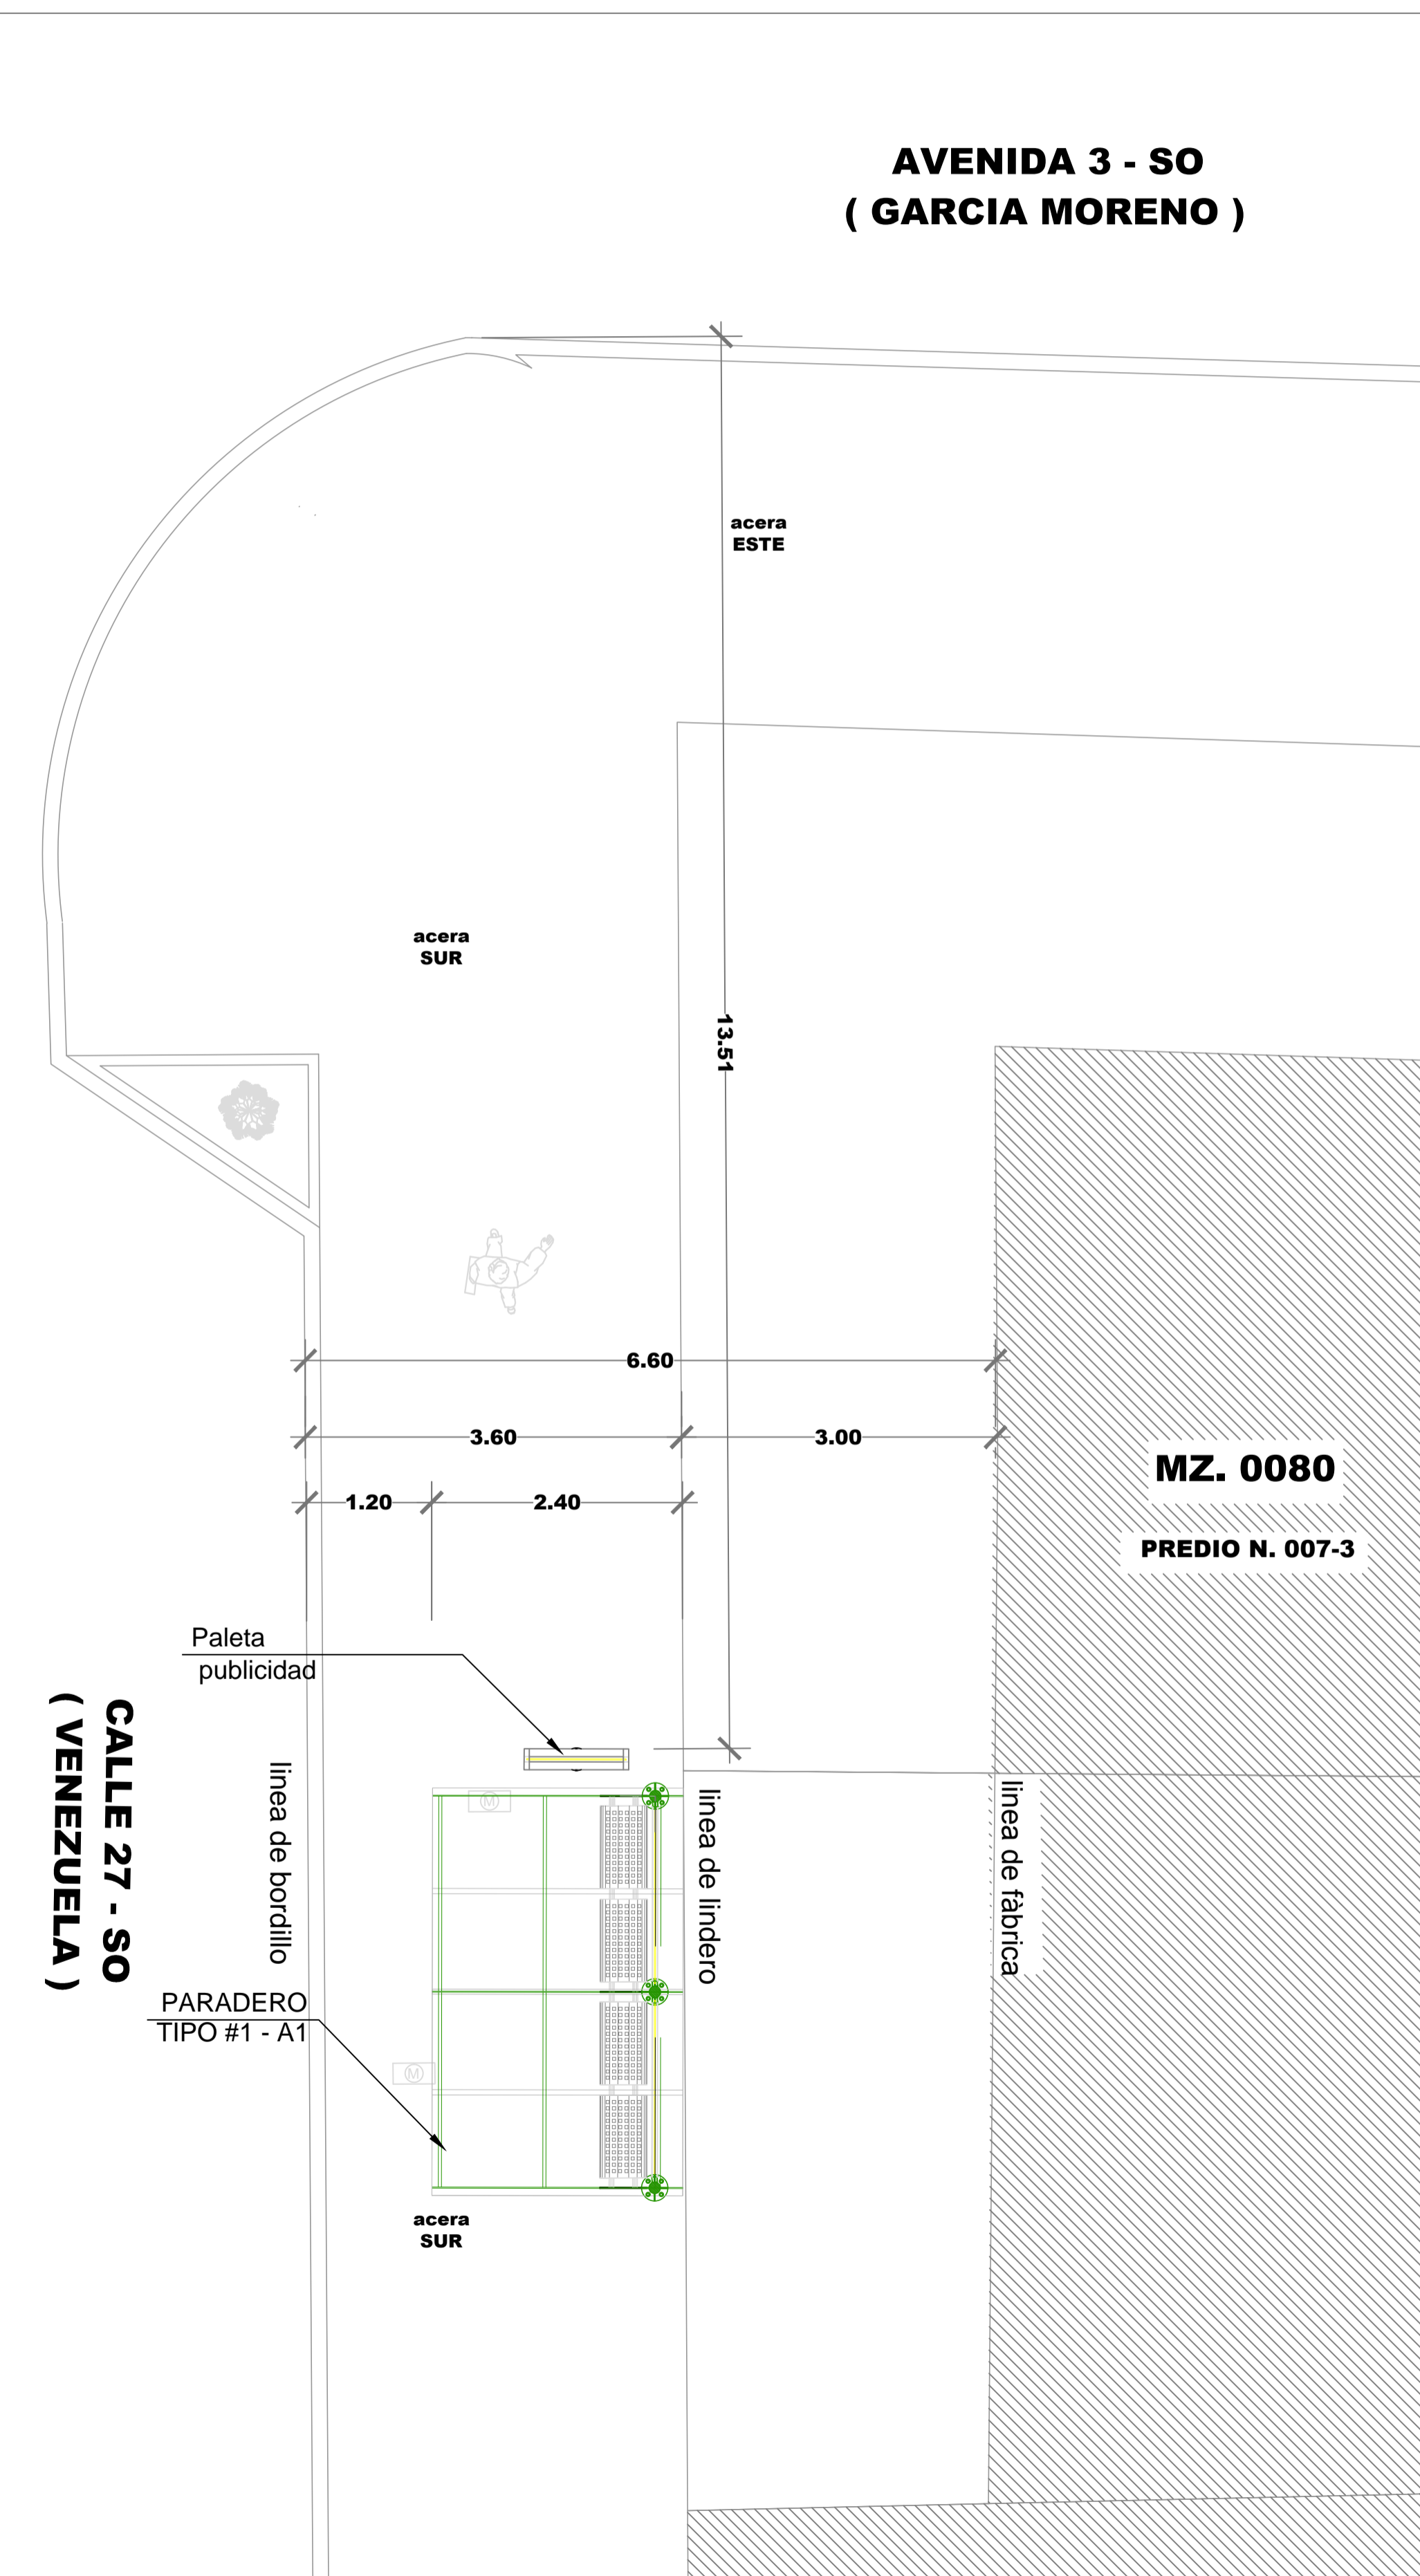 AVENIDA 3 - SO
( GARCIA MORENO )
acera
ESTE
acera
SUR
13.51
6.60
3.60
3.00
1.20
2.40
MZ. 0080
PREDIO N. 007-3
Paleta
publicidad
CALLE 27 - SO
( VENEZUELA )
linea de bordillo
linea de lindero
linea de fàbrica
M
PARADERO
TIPO #1 - A1
M
acera
SUR